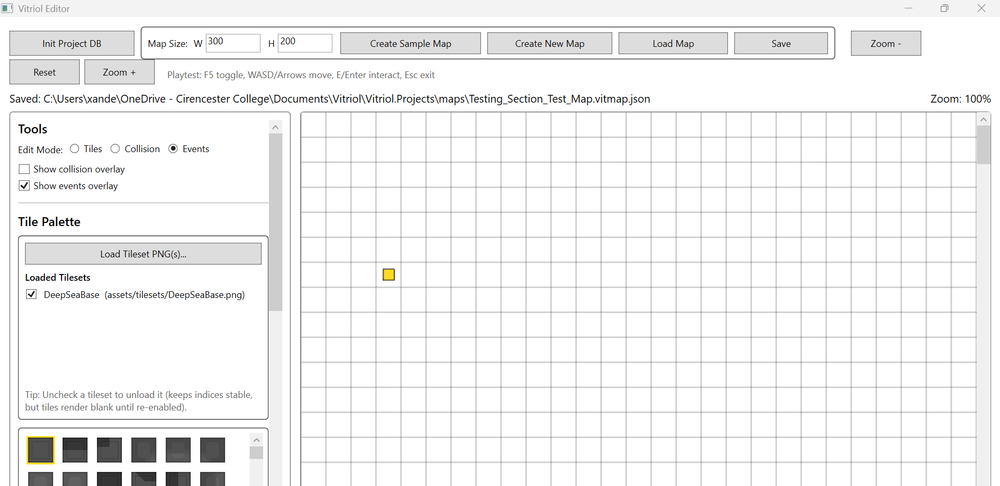 Vitriol Editor
Init Project DB
Map Size: W 300 H 200
Create Sample Map
Create New Map
Load Map
Save
Zoom -
Reset
Zoom +
Playtest: F5 toggle, WASD/Arrows move, E/Enter interact, Esc exit
Saved: C:\Users\xande\OneDrive - Cirencester College\Documents\Vitriol\Vitriol.Projects\maps\Testing_Section_Test_Map.vitmap.json
Zoom: 100%
Tools
Edit Mode: Tiles Collision Events
Show collision overlay
Show events overlay
Tile Palette
Load Tileset PNG(s)...
Loaded Tilesets
DeepSeaBase (assets/tilesets/DeepSeaBase.png)
Tip: Uncheck a tileset to unload it (keeps indices stable,
but tiles render blank until re-enabled).